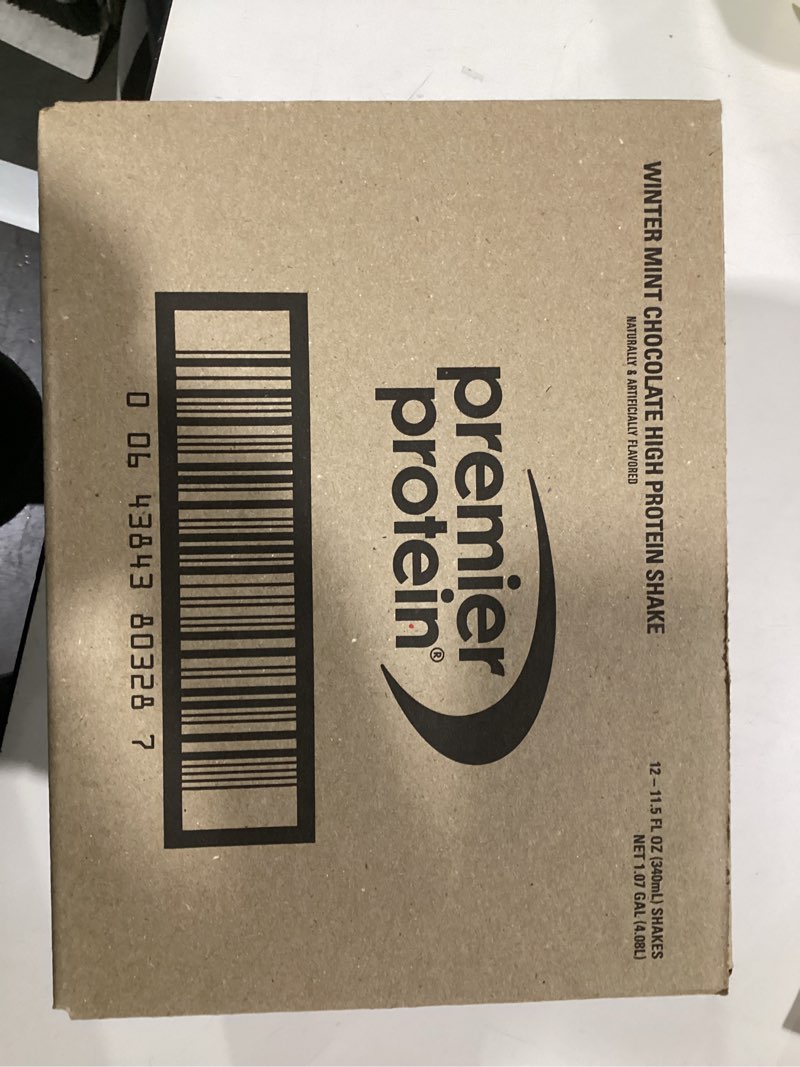 WINTER MINT CHOCOLATE HIGH PROTEIN SHAKE
NATURALLY & ARTIFICIALLY FLAVORED
12 – 11.5 FL OZ (340mL) SHAKES
NET 1.07 GAL (4.08L)
premier
protein®
0 06 43843 80328 7